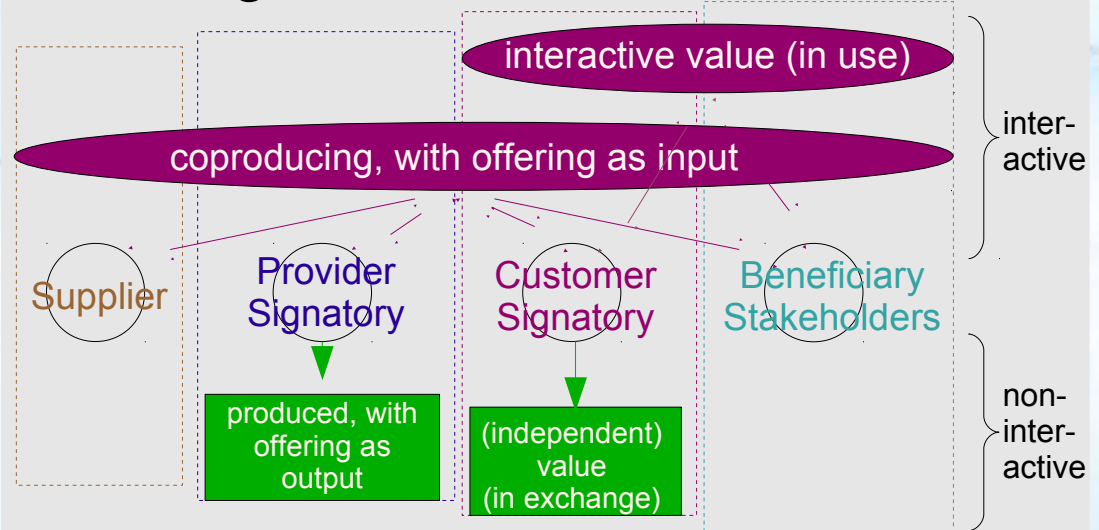 interactive value (in use)
coproducing, with offering as input
inter-
active
Supplier
Provider
Signatory
Customer
Signatory
Beneficiary
Stakeholders
produced, with
offering as
output
(independent)
value
(in exchange)
non-
inter-
active